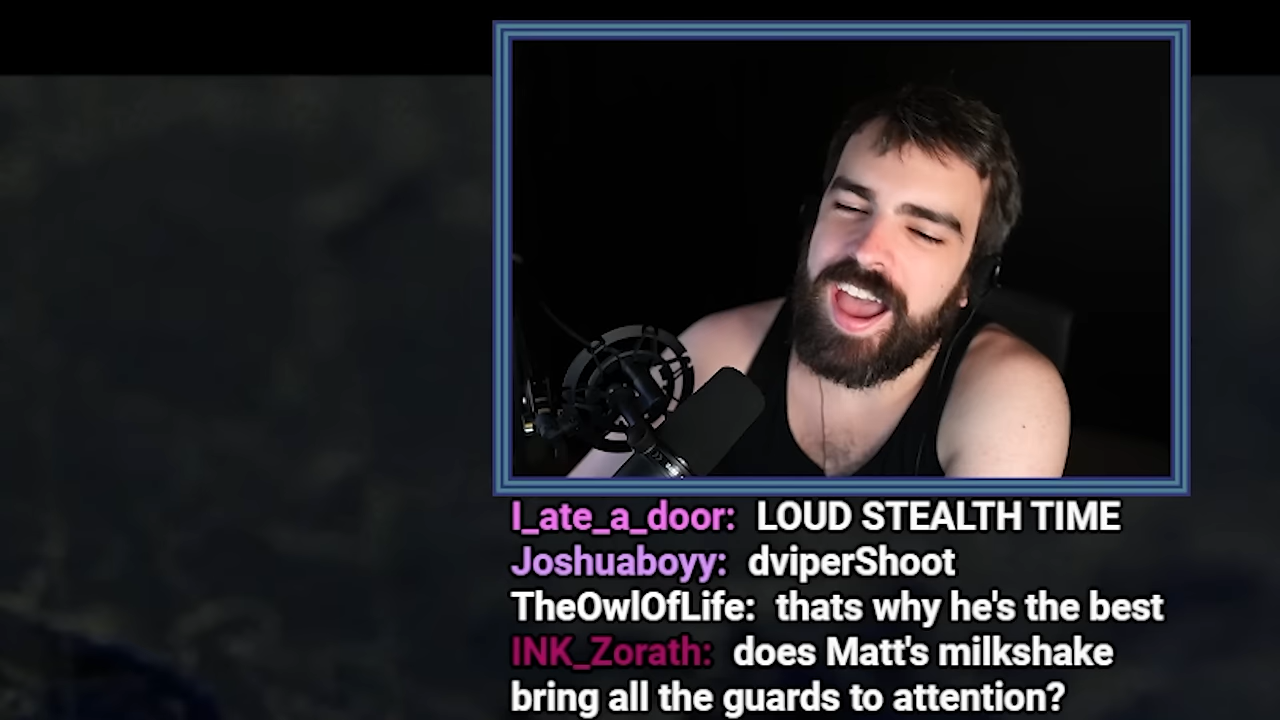 I_ate_a_door: LOUD STEALTH TIME
Joshuaboyy: dviperShoot
TheOwlOfLife: thats why he's the best
INK_Zorath: does Matt's milkshake
bring all the guards to attention?